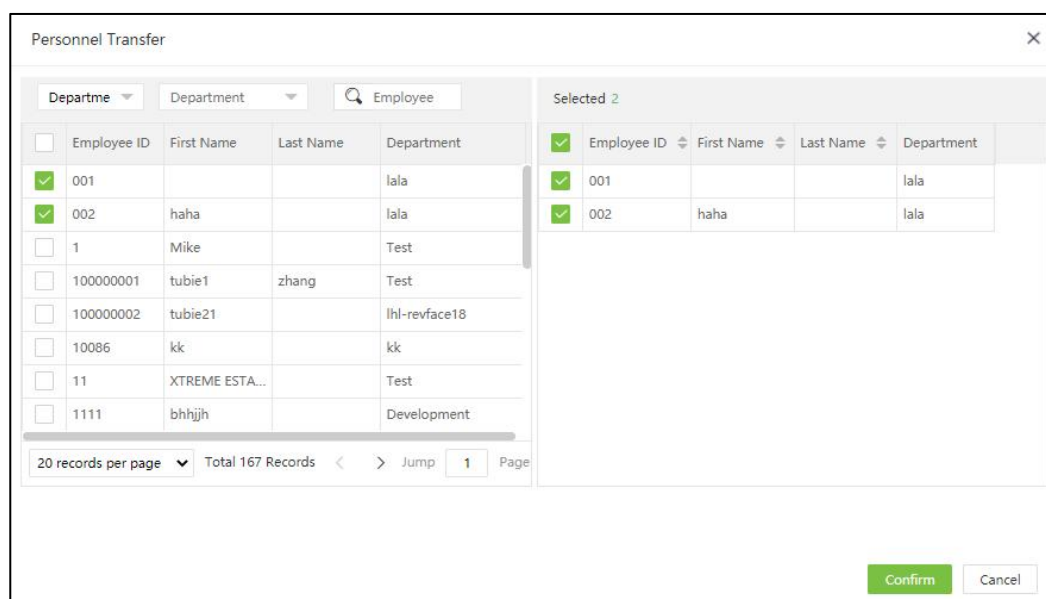 Personnel Transfer
Departme Department Employee
Employee ID First Name Last Name Department
001 lala
002 haha lala
1 Mike Test
100000001 tubie1 zhang Test
100000002 tubie21 lhl-revface18
10086 kk kk
11 XTREME ESTA... Test
1111 bhhjjh Development
20 records per page Total 167 Records < > Jump 1 Page
Selected 2
Employee ID First Name Last Name Department
001 lala
002 haha lala
Confirm Cancel